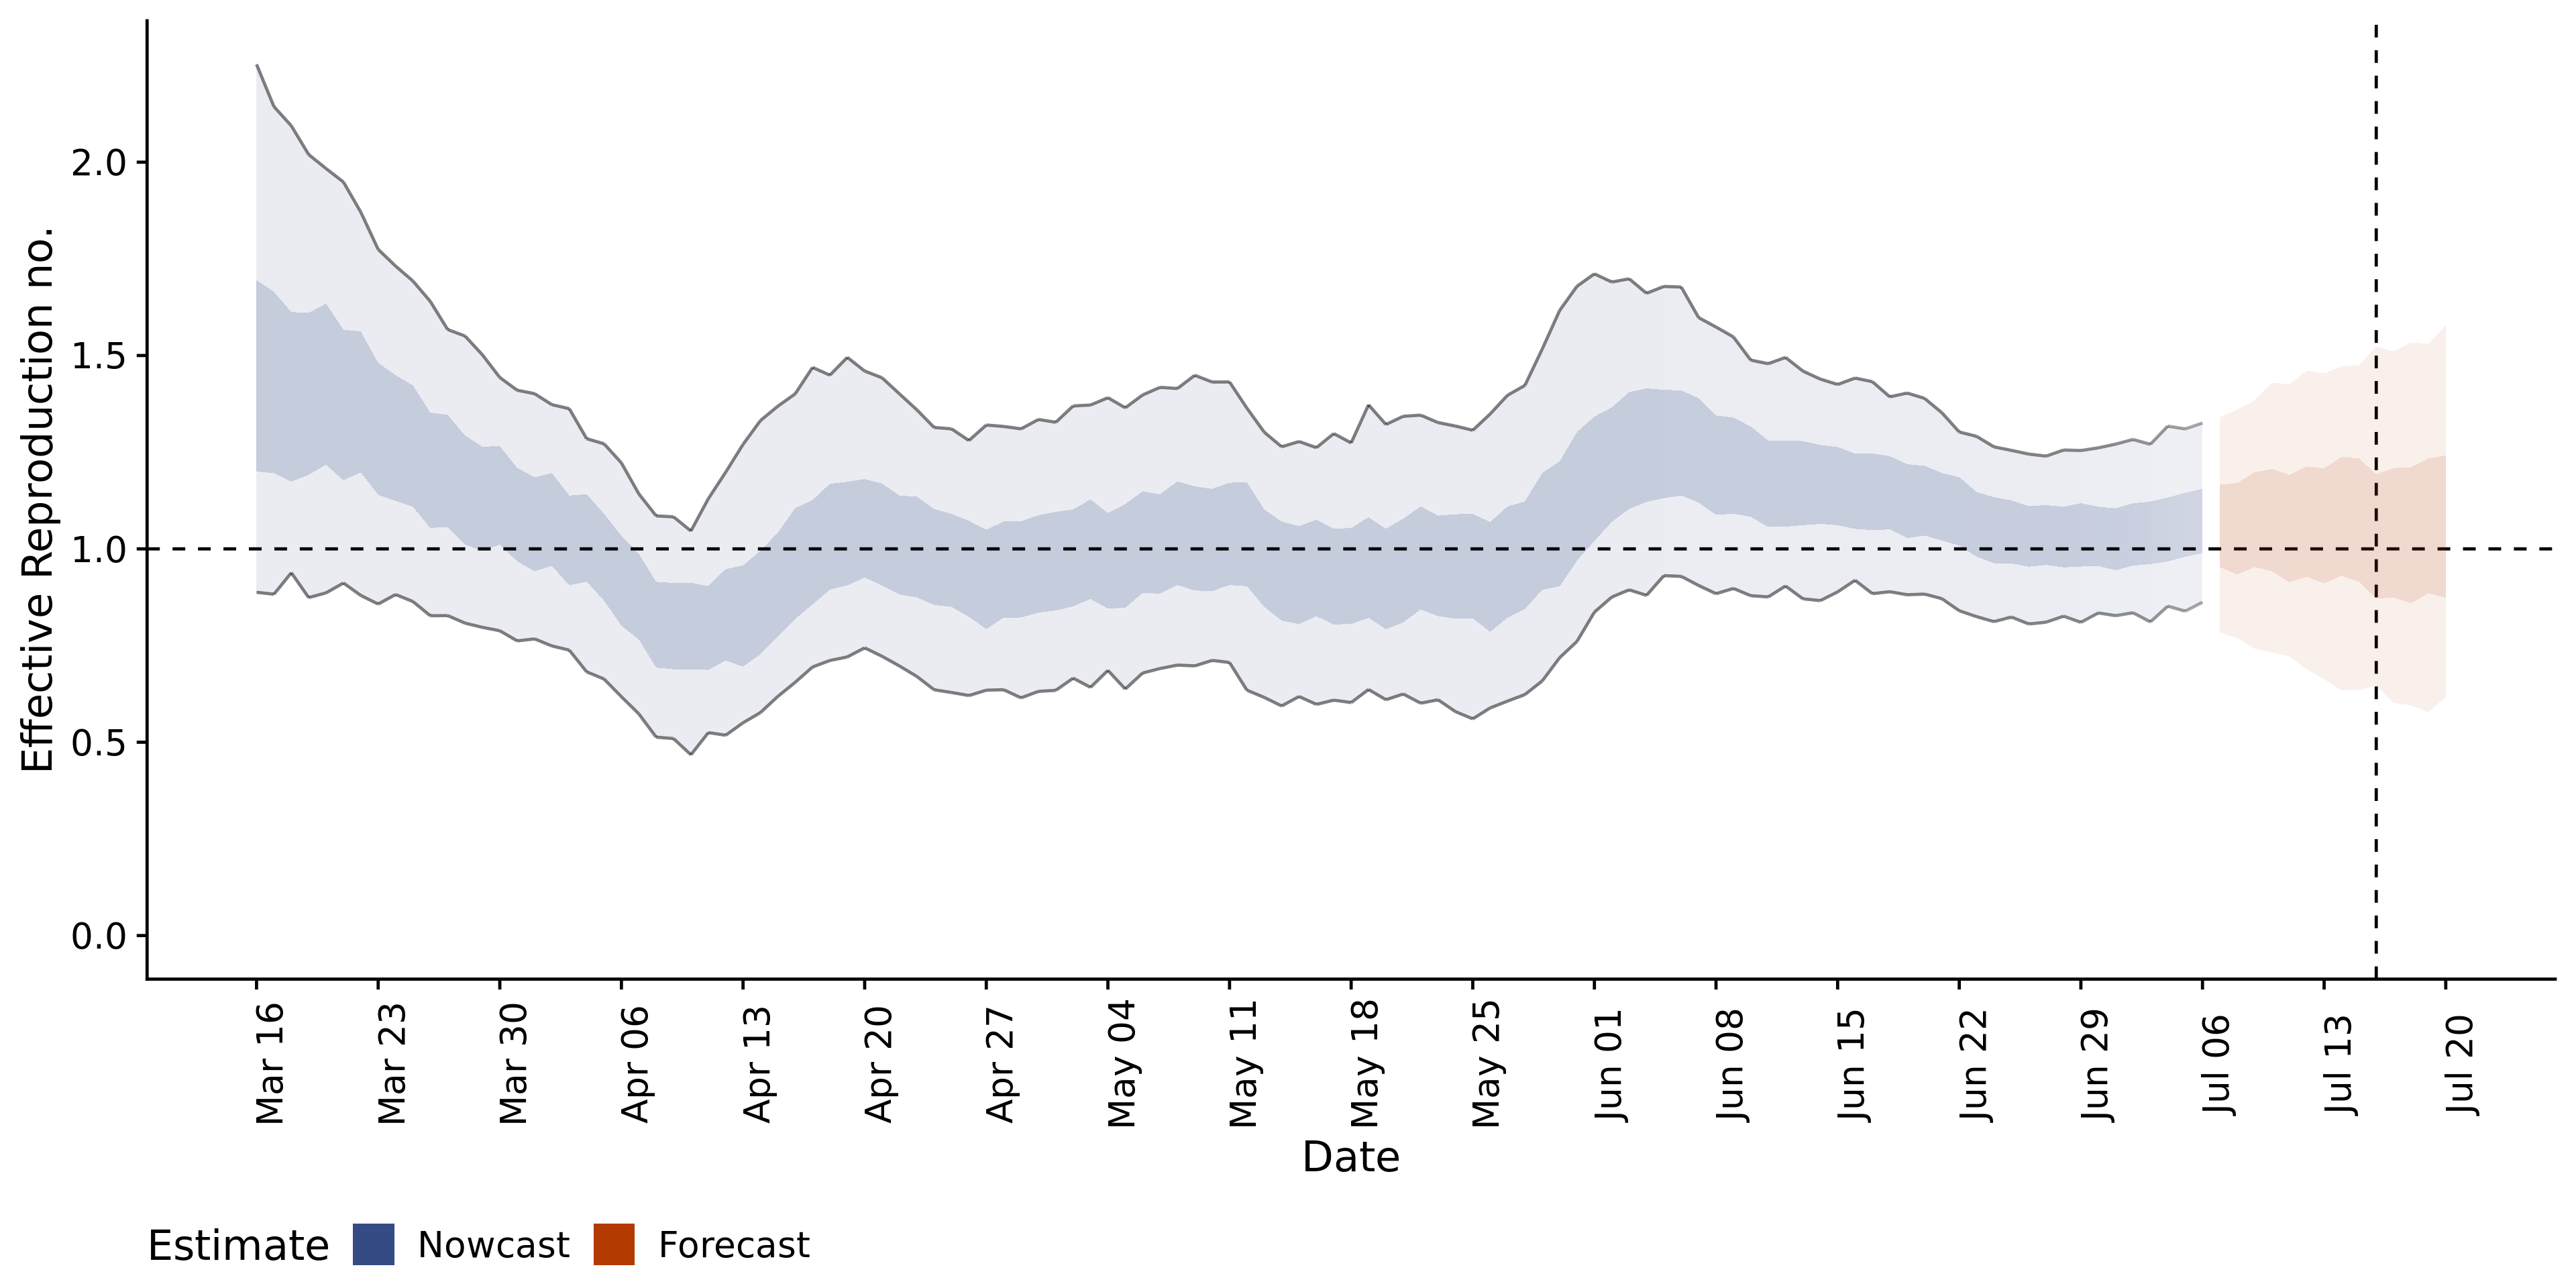 Effective Reproduction no.
2.0
1.5
1.0
0.5
0.0
Mar 16
Mar 23
Mar 30
Apr 06
Apr 13
Apr 20
Apr 27
May 04
May 11
May 18
May 25
Jun 01
Jun 08
Jun 15
Jun 22
Jun 29
Jul 06
Jul 13
Jul 20
Date
Estimate Nowcast Forecast